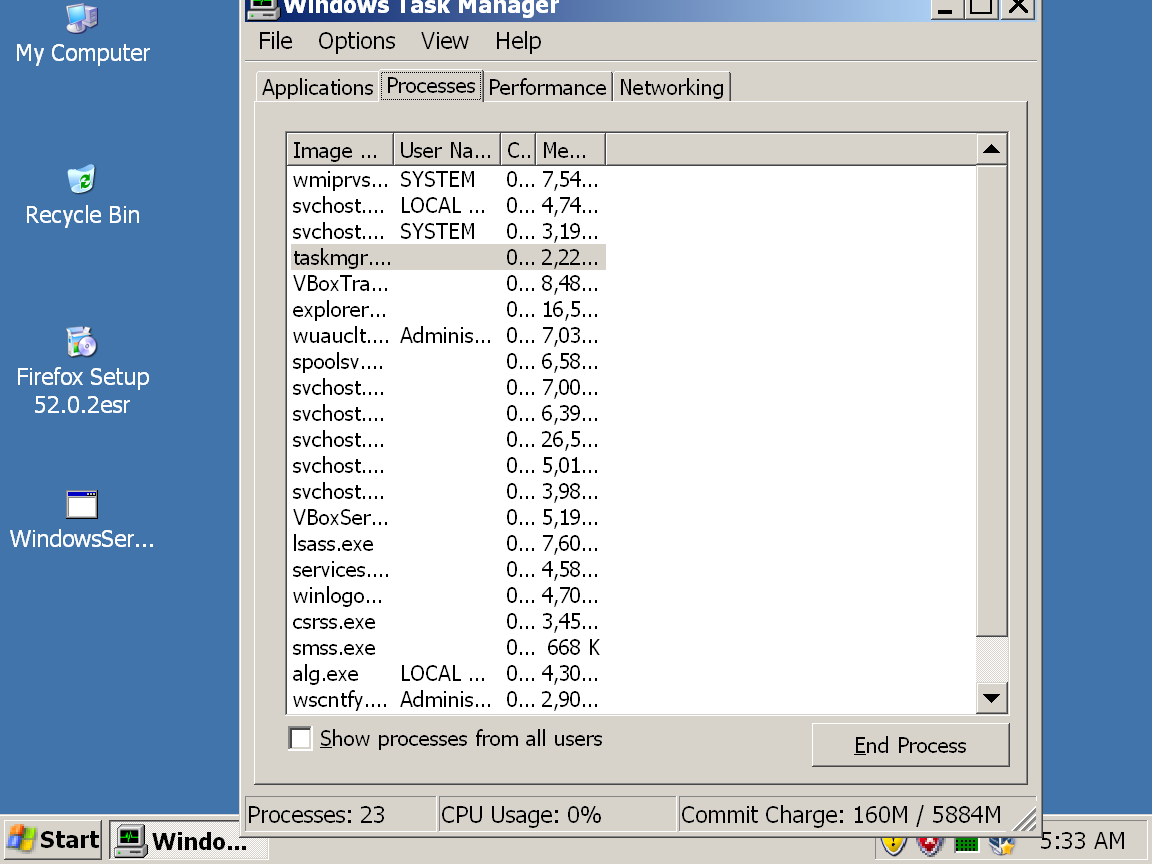 My Computer
Recycle Bin
Firefox Setup
52.0.2esr
WindowsSer...
Windows Task Manager
File Options View Help
Applications Processes Performance Networking
Image ... User Na... C.. Me...
wmiprvs... SYSTEM 0... 7,54...
svchost.... LOCAL ... 0... 4,74...
svchost.... SYSTEM 0... 3,19...
taskmgr.... 0... 2,22...
VBoxTra... 0... 8,48...
explorer... 0... 16,5...
wuauclt.... Adminis... 0... 7,03...
spoolsv.... 0... 6,58...
svchost.... 0... 7,00...
svchost.... 0... 6,39...
svchost.... 0... 26,5...
svchost.... 0... 5,01...
svchost.... 0... 3,98...
VBoxSer... 0... 5,19...
lsass.exe 0... 7,60...
services.... 0... 4,58...
winlogo... 0... 4,70...
csrss.exe 0... 3,45...
smss.exe 0... 668 K
alg.exe LOCAL ... 0... 4,30...
wscntfy.... Adminis... 0... 2,90...
Show processes from all users
End Process
Processes: 23 CPU Usage: 0% Commit Charge: 160M / 5884M
Start Windo... 5:33 AM